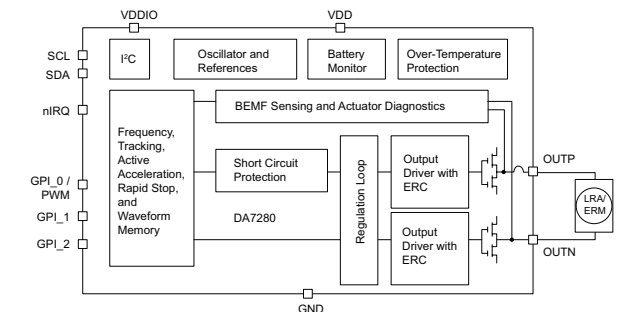 VDDIO
VDD
SCL
SDA
nIRQ
GPI_0 /
PWM
GPI_1
GPI_2
I²C
Oscillator and
References
Battery
Monitor
Over-Temperature
Protection
BEMF Sensing and Actuator Diagnostics
Frequency,
Tracking,
Active
Acceleration,
Rapid Stop,
and
Waveform
Memory
Short Circuit
Protection
DA7280
Regulation Loop
Output
Driver with
ERC
Output
Driver with
ERC
OUTP
LRA/
ERM
OUTN
GND